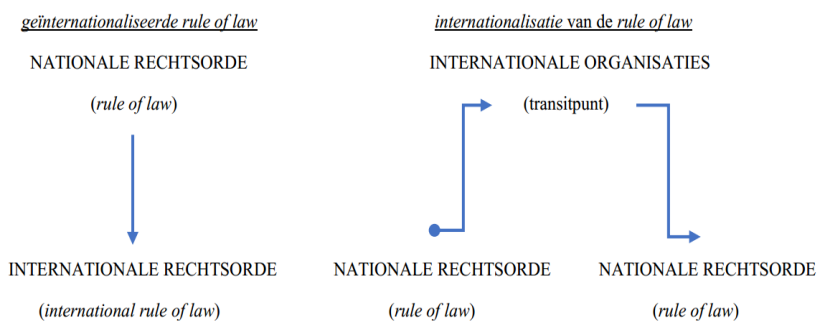 geïnternationaliseerde rule of law
NATIONALE RECHTSORDE
(rule of law)
INTERNATIONALE RECHTSORDE
(international rule of law)
internationalisatie van de rule of law
INTERNATIONALE ORGANISATIES
(transitpunt)
NATIONALE RECHTSORDE
(rule of law)
NATIONALE RECHTSORDE
(rule of law)